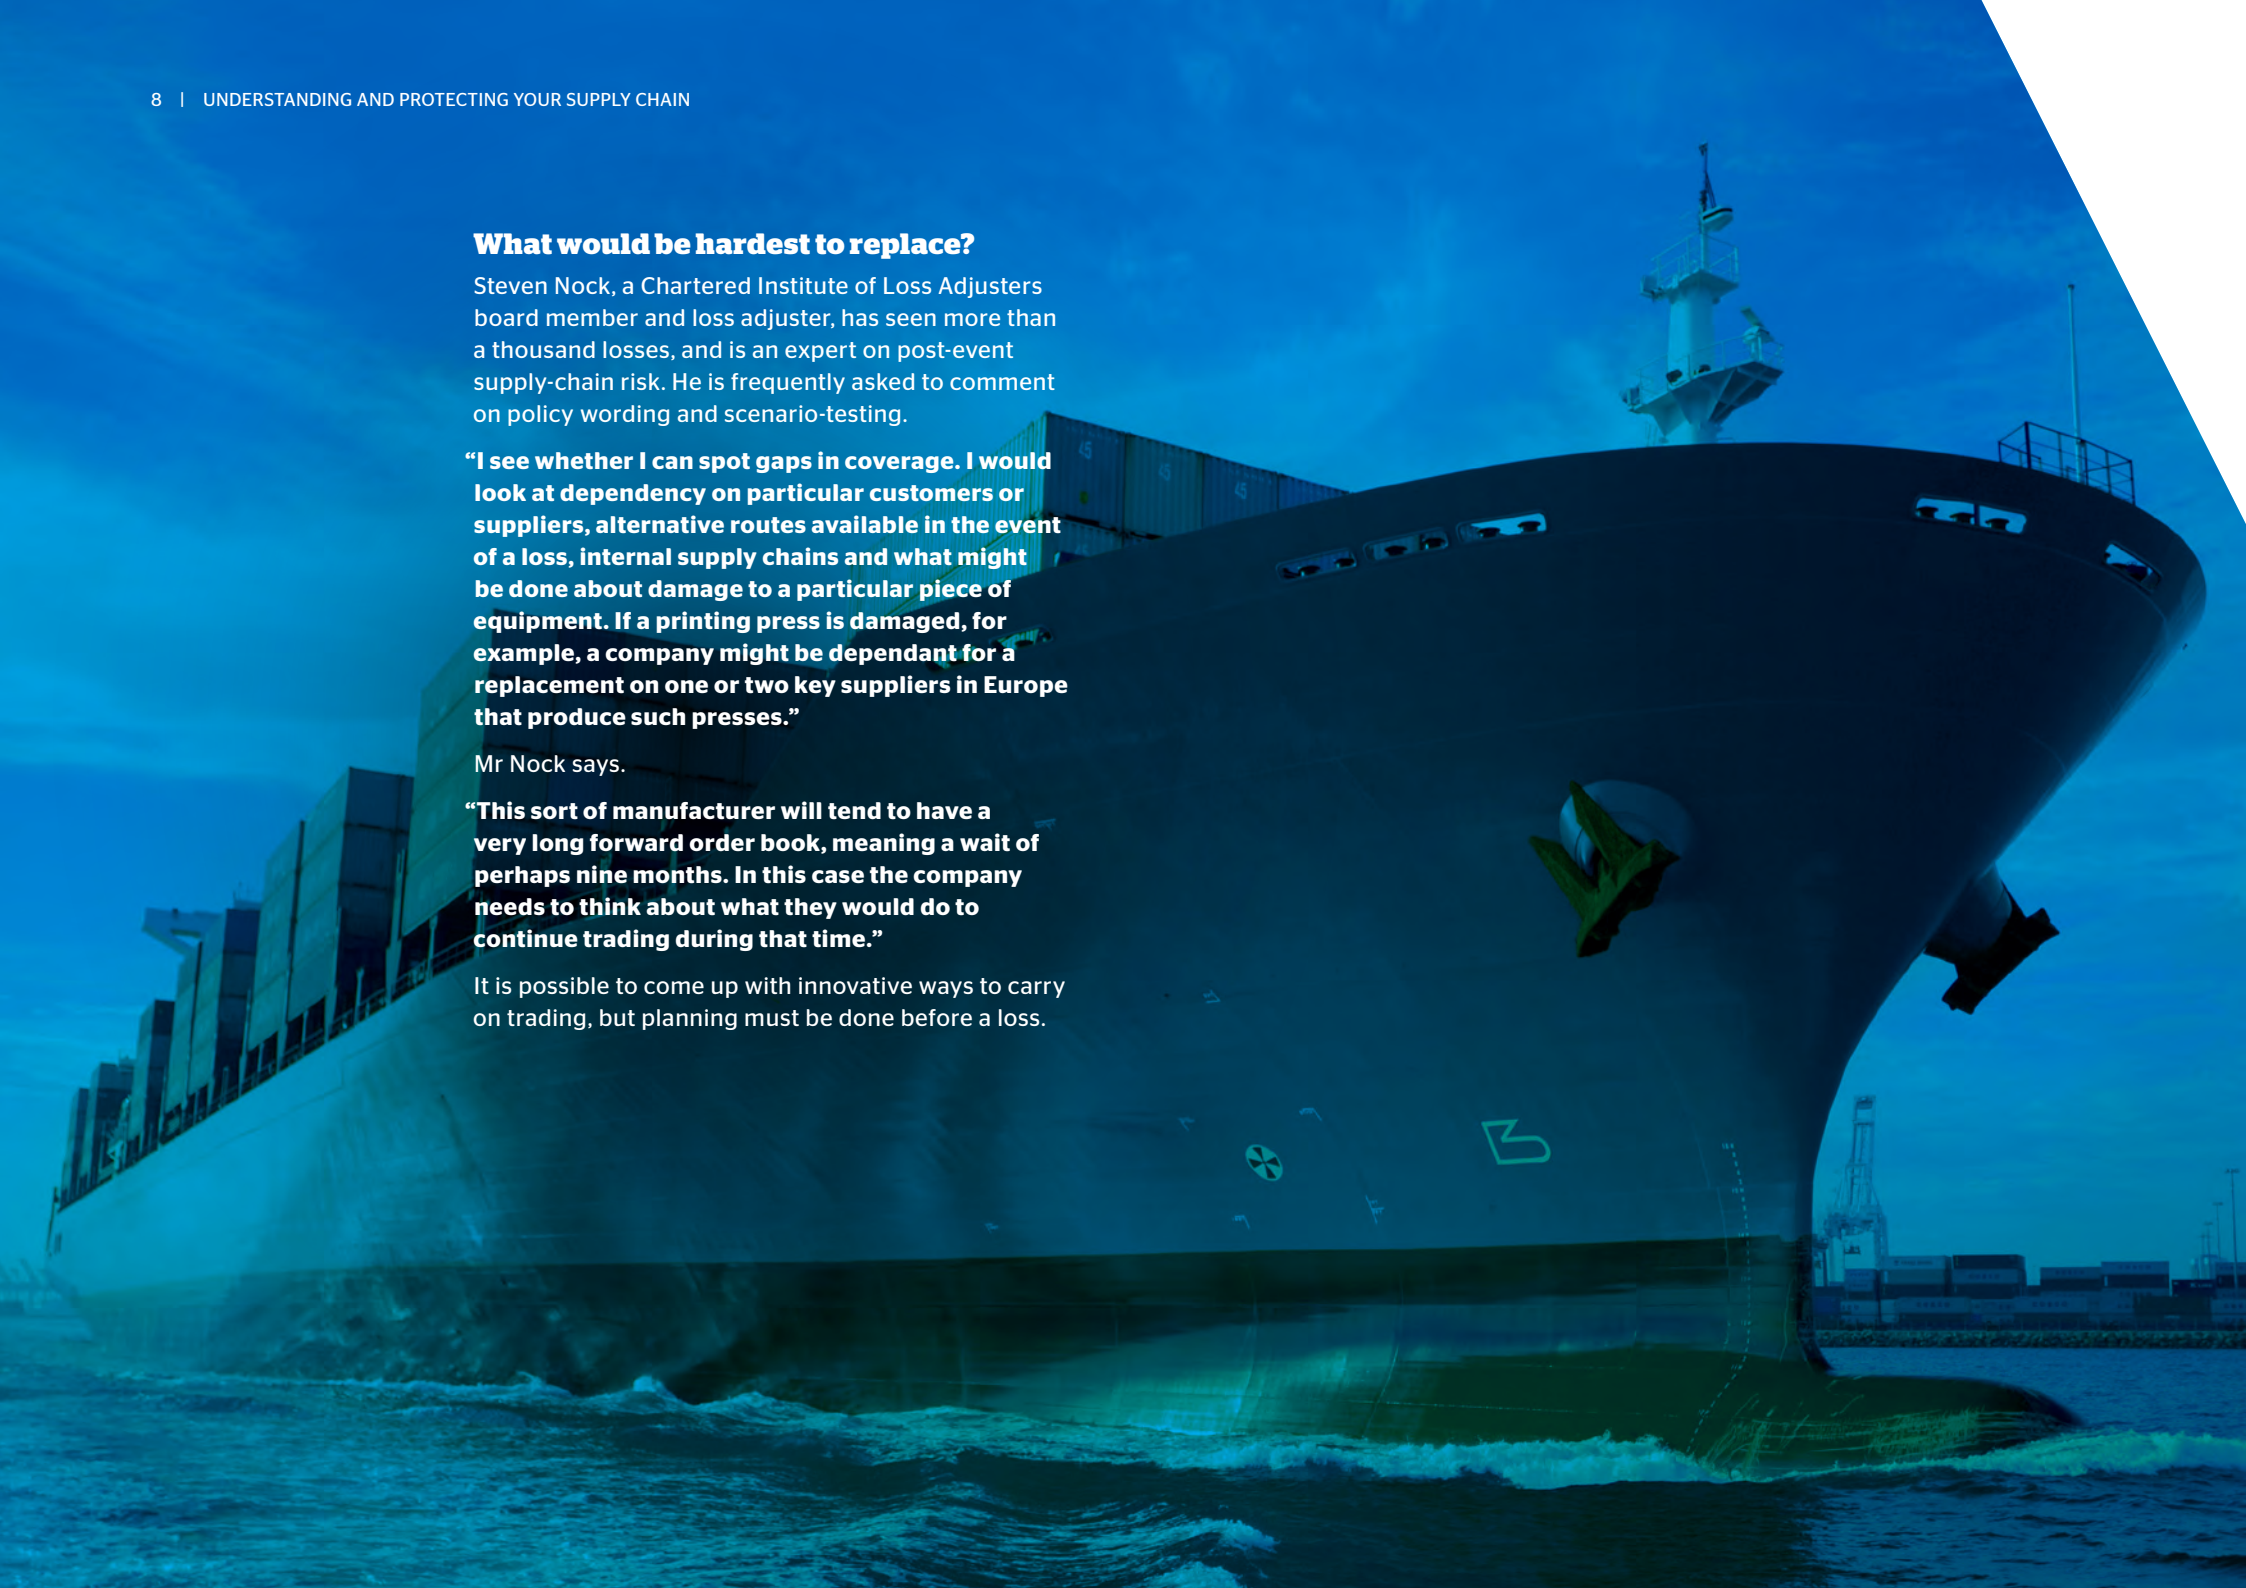 8 | UNDERSTANDING AND PROTECTING YOUR SUPPLY CHAIN
What would be hardest to replace?
Steven Nock, a Chartered Institute of Loss Adjusters
board member and loss adjuster, has seen more than
a thousand losses, and is an expert on post-event
supply-chain risk. He is frequently asked to comment
on policy wording and scenario-testing.
“I see whether I can spot gaps in coverage. I would
look at dependency on particular customers or
suppliers, alternative routes available in the event
of a loss, internal supply chains and what might
be done about damage to a particular piece of
equipment. If a printing press is damaged, for
example, a company might be dependant for a
replacement on one or two key suppliers in Europe
that produce such presses.”
Mr Nock says.
“This sort of manufacturer will tend to have a
very long forward order book, meaning a wait of
perhaps nine months. In this case the company
needs to think about what they would do to
continue trading during that time.”
It is possible to come up with innovative ways to carry
on trading, but planning must be done before a loss.
45
45
45